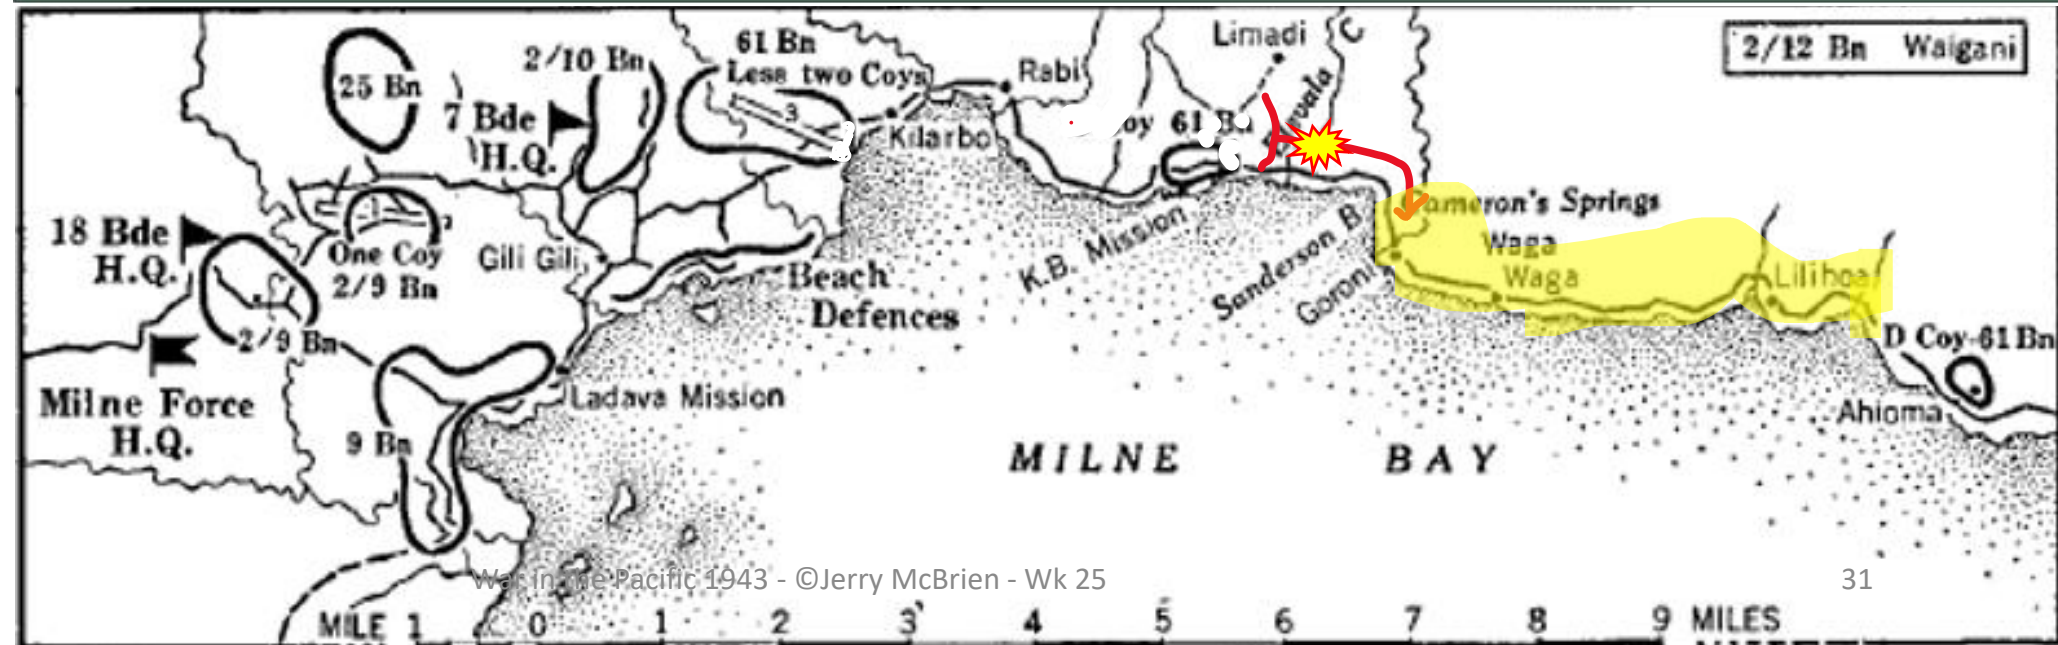 2/12 Bn Waigani
25 Bn
2/10 Bn
61 Bn
Less two Coys
Rabi
Limadi
C
7 Bde
H.Q.
3
Kilarbo
oy 61 Bn
18 Bde
H.Q.
1
2
One Coy
2/9 Bn
Gili Gili
K.B. Mission
Sanderson B.
Cameron's Springs
Waga
Waga
Goroni
Lilihoa
Beach
Defences
2/9 Bn
D Coy-61 Bn
Milne Force
H.Q.
Ladava Mission
Ahioma
9 Bn
MILNE BAY
War in the Pacific 1943 - ©Jerry McBrien - Wk 25
31
MILE 1 0 1 2 3 4 5 6 7 8 9 MILES